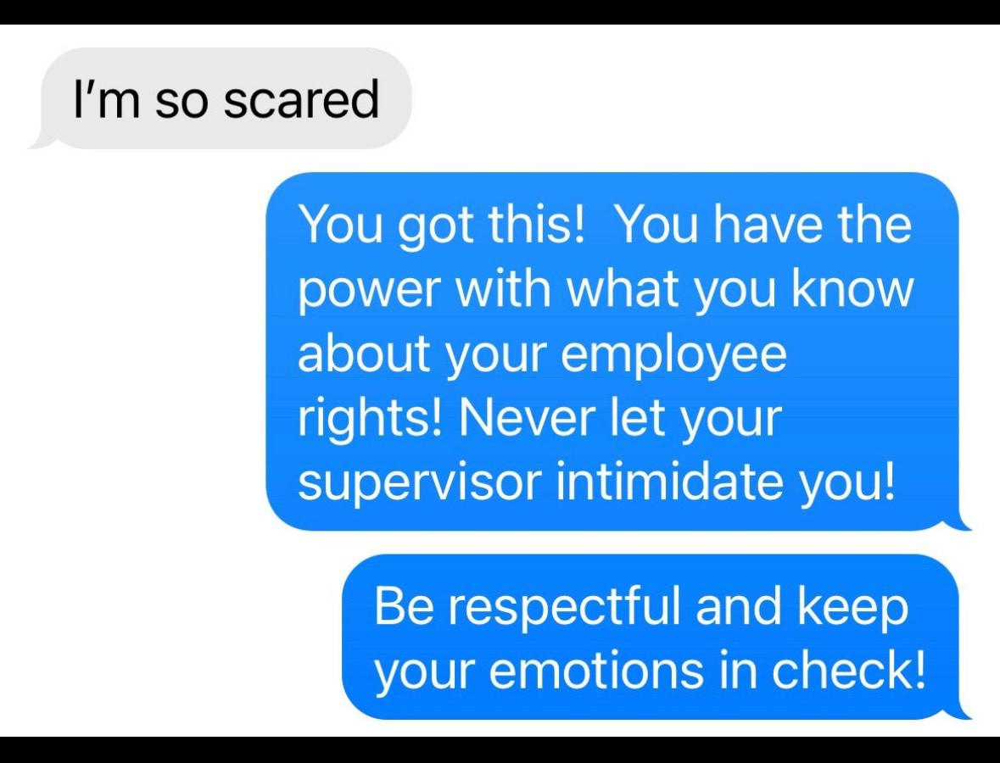 I’m so scared
You got this!  You have the
power with what you know
about your employee
rights! Never let your
supervisor intimidate you!
Be respectful and keep
your emotions in check!